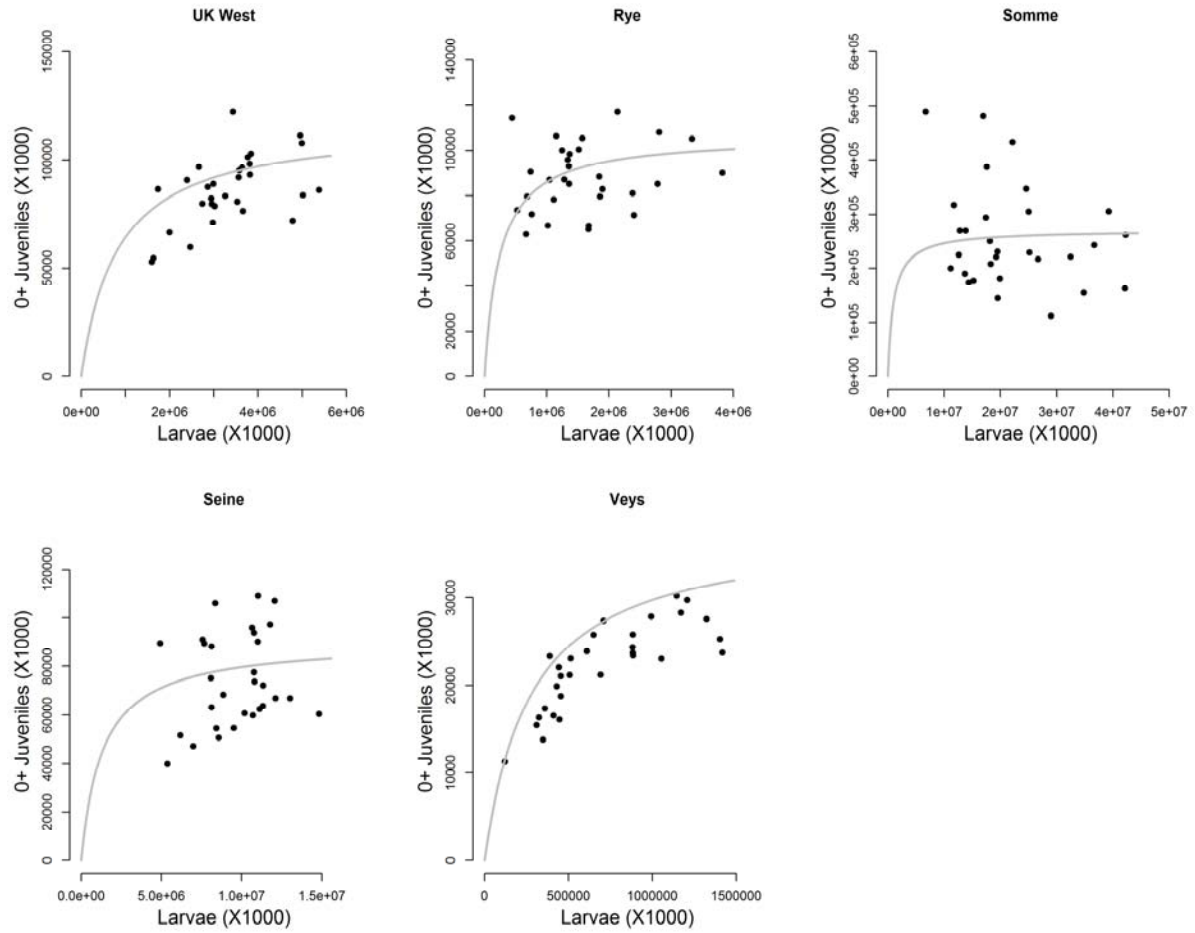 UK West
0+ Juveniles (X1000)
150000
100000
50000
0
0e+00 2e+06 4e+06 6e+06
Larvae (X1000)
Rye
0+ Juveniles (X1000)
140000
100000
60000
20000
0
0e+00 1e+06 2e+06 3e+06 4e+06
Larvae (X1000)
Somme
0+ Juveniles (X1000)
6e+05
5e+05
4e+05
3e+05
2e+05
1e+05
0e+00
0e+00 1e+07 2e+07 3e+07 4e+07 5e+07
Larvae (X1000)
Seine
0+ Juveniles (X1000)
120000
80000
60000
40000
20000
0
0.0e+00 5.0e+06 1.0e+07 1.5e+07
Larvae (X1000)
Veys
0+ Juveniles (X1000)
30000
20000
10000
0
0 500000 1000000 1500000
Larvae (X1000)